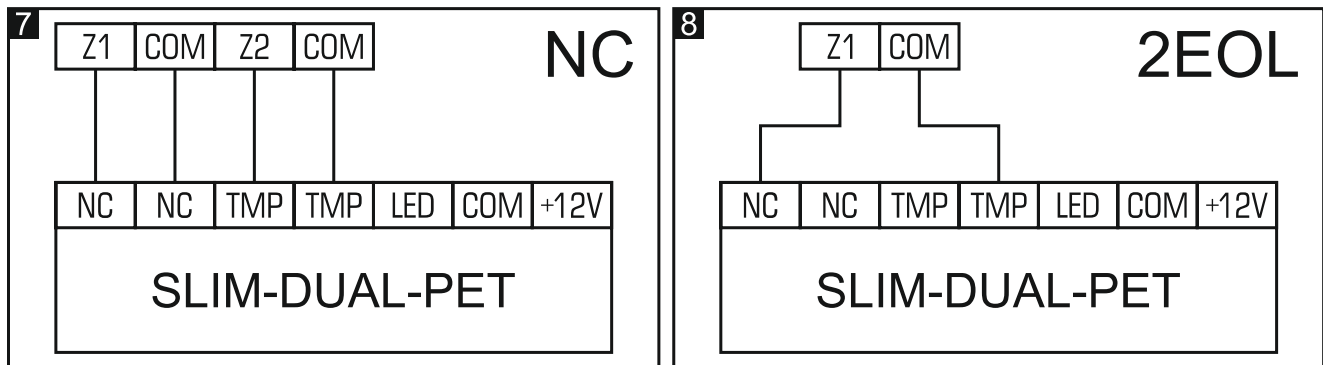 7
Z1 COM Z2 COM
NC
NC NC TMP TMP LED COM +12V
SLIM-DUAL-PET
8
Z1 COM
2EOL
NC NC TMP TMP LED COM +12V
SLIM-DUAL-PET